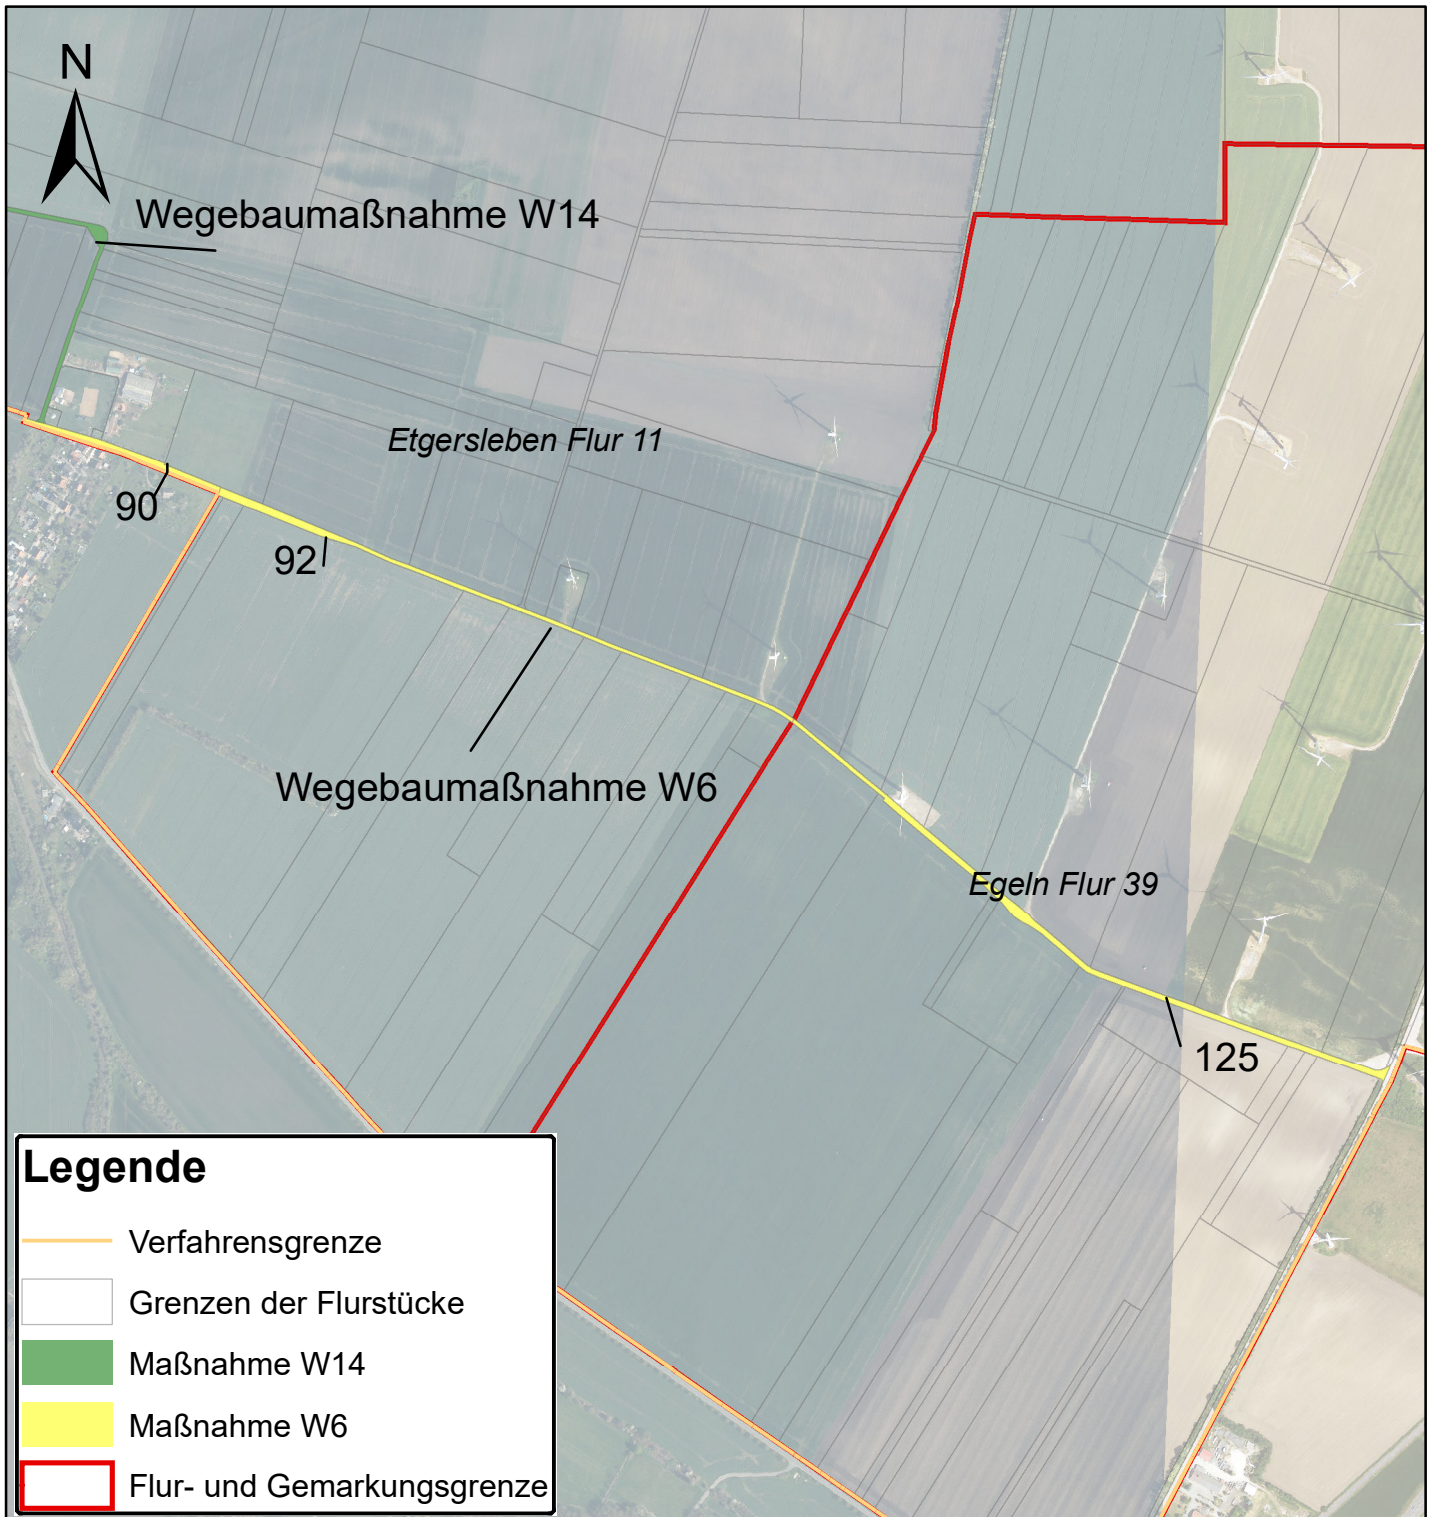 N
Wegebaumaßnahme W14
Etgersleben Flur 11
90
92
Wegebaumaßnahme W6
Egeln Flur 39
125
Legende
Verfahrensgrenze
Grenzen der Flurstücke
Maßnahme W14
Maßnahme W6
Flur- und Gemarkungsgrenze